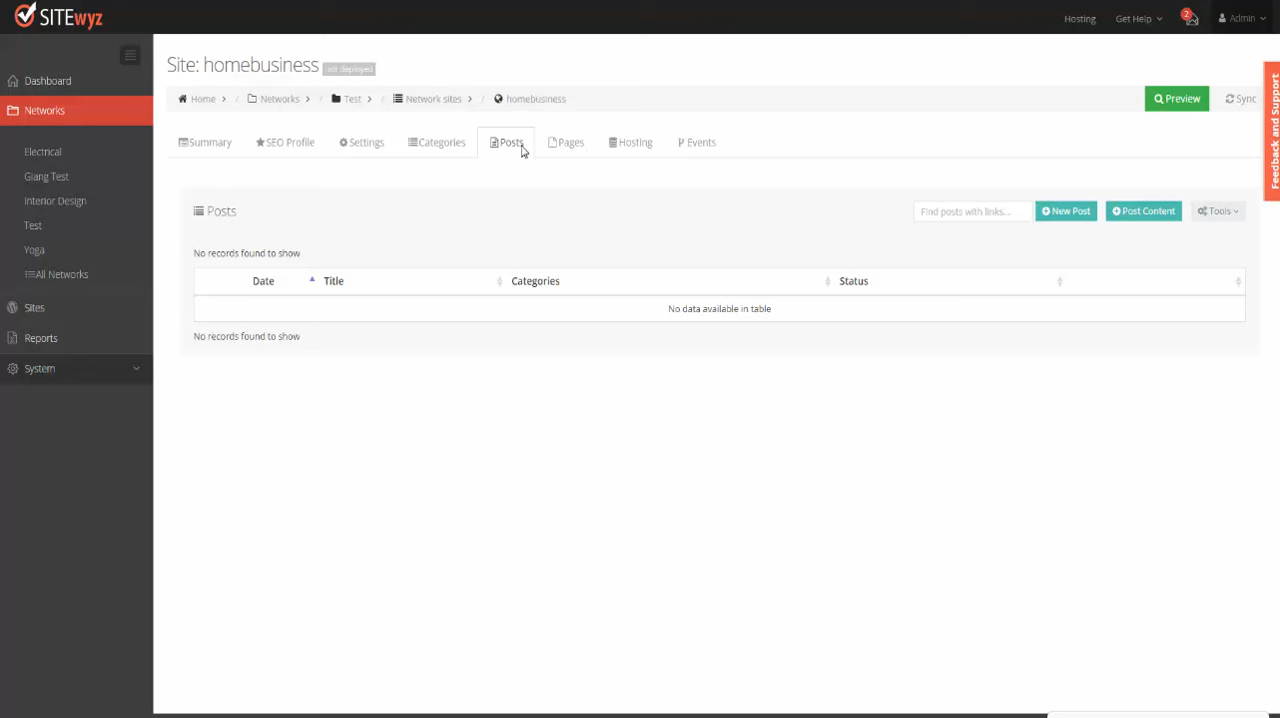 SITEwyz
Hosting
Get Help
2
Admin
Dashboard
Networks
Electrical
Giang Test
Interior Design
Test
Yoga
All Networks
Sites
Reports
System
Site: homebusiness not deployed
Home > / Networks > / Test > / Network sites > / homebusiness
Preview
Sync
Summary
SEO Profile
Settings
Categories
Posts
Pages
Hosting
Events
Posts
Find posts with links...
New Post
Post Content
Tools
No records found to show
Date Title Categories Status
No data available in table
No records found to show
Feedback and Support